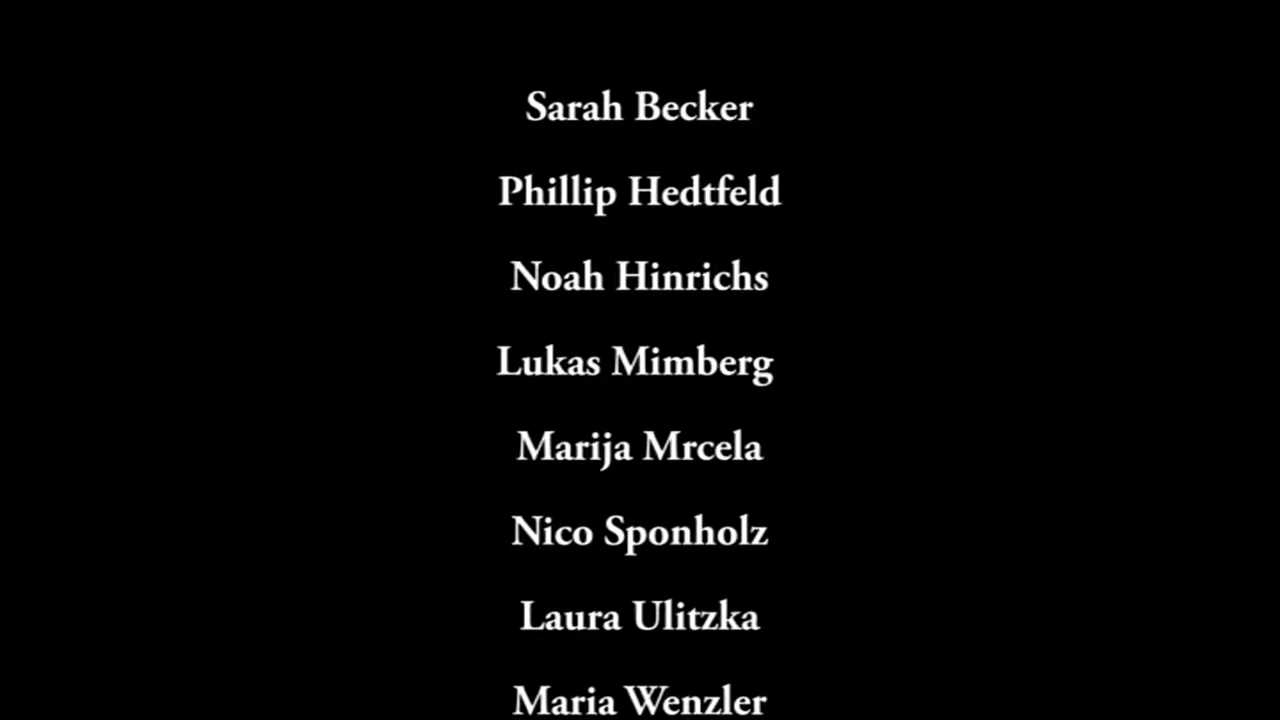 Sarah Becker
Phillip Hedtfeld
Noah Hinrichs
Lukas Mimberg
Marija Mrcela
Nico Sponholz
Laura Ulitzka
Maria Wenzler